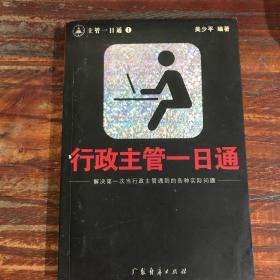 主管一日通 1
吴少平 编著
行政主管一日通
解决第一次当行政主管遇到的各种实际问题
广东经济出版社